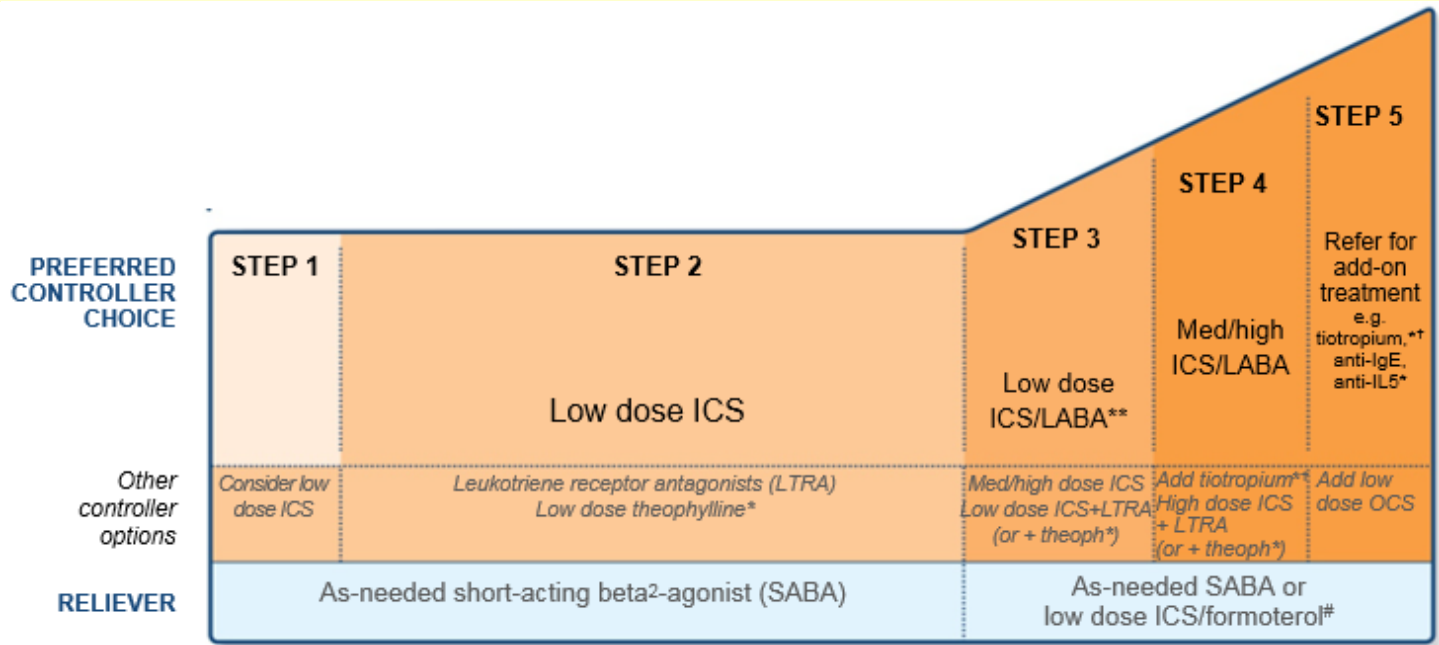 STEP 5
STEP 4
STEP 3
PREFERRED
CONTROLLER
CHOICE
STEP 1
STEP 2
Refer for
add-on
treatment
e.g.
tiotropium,*†
anti-IgE,
anti-IL5*
Med/high
ICS/LABA
Low dose
ICS/LABA**
Low dose ICS
Other
controller
options
Consider low
dose ICS
Leukotriene receptor antagonists (LTRA)
Low dose theophylline*
Med/high dose ICS
Low dose ICS+LTRA
(or + theoph*)
Add tiotropium*†
High dose ICS
+ LTRA
(or + theoph*)
Add low
dose OCS
RELIEVER
As-needed short-acting beta2-agonist (SABA)
As-needed SABA or
low dose ICS/formoterol#